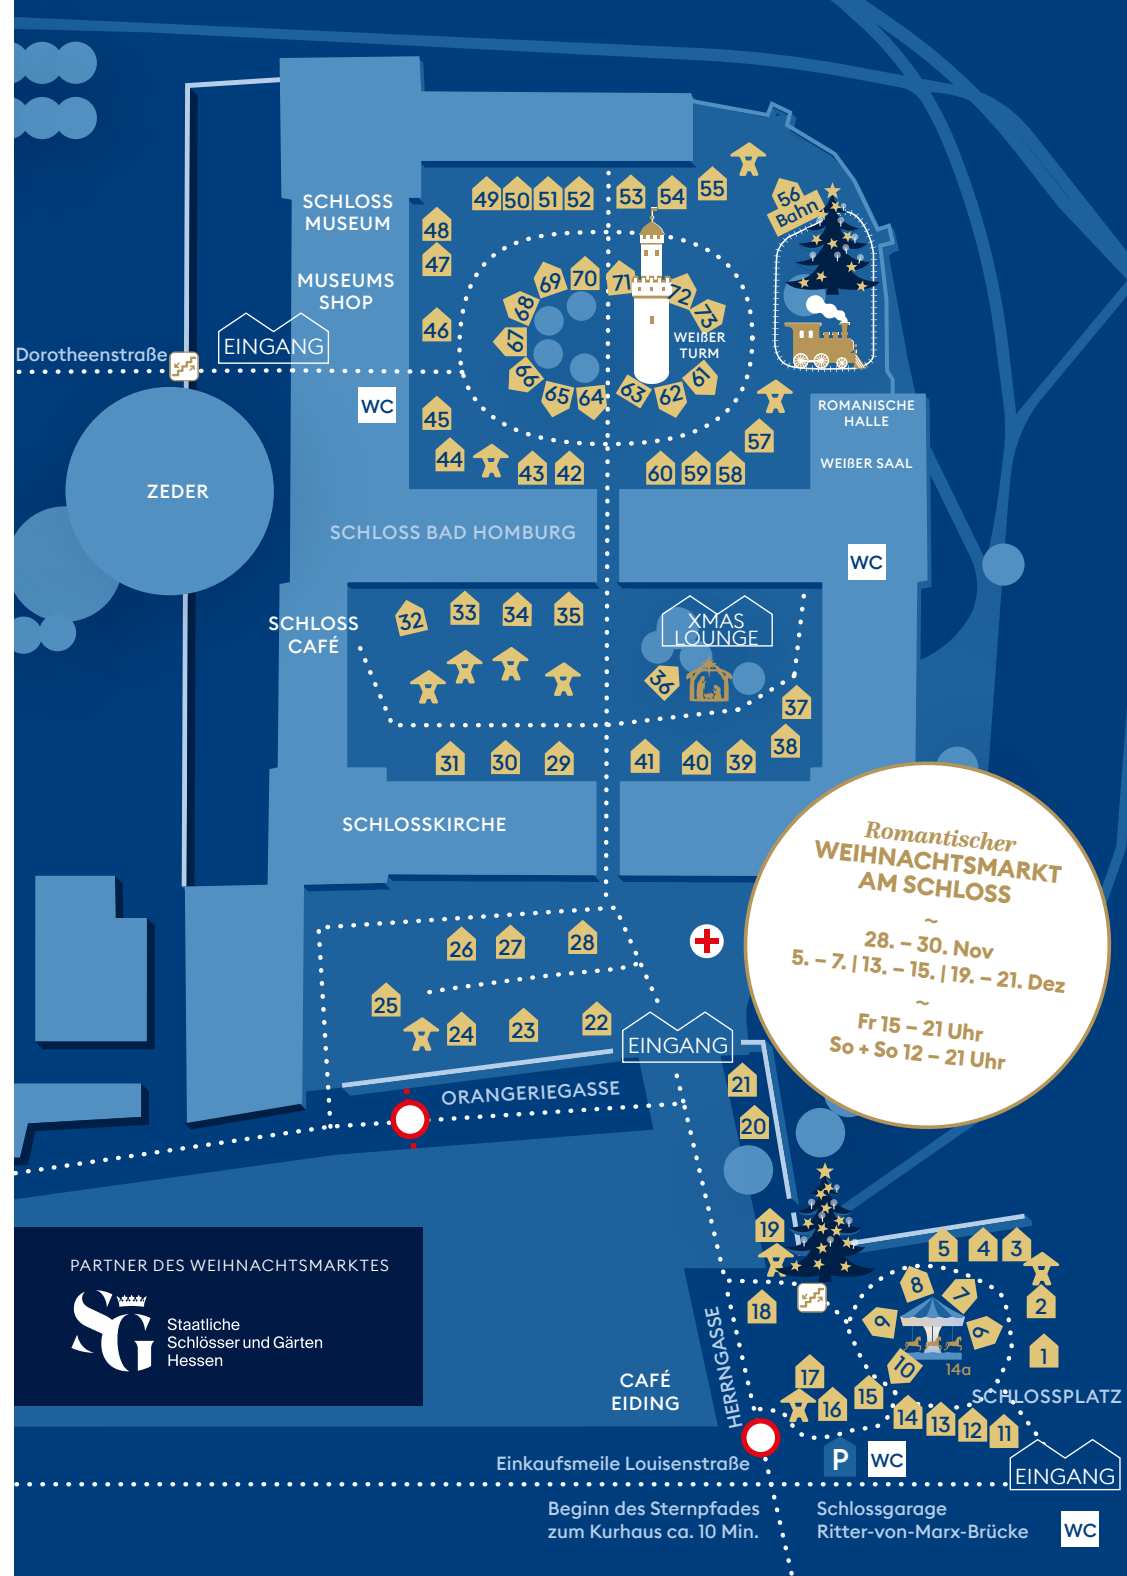 49 50 51 52 53 54 55
56
Bahn
SCHLOSS
MUSEUM
48
47
MUSEUMS
SHOP
46
EINGANG
Dorotheenstraße
69 70 71 72 73
68
67
66
65 64 63 62 61
WEIẞER
TURM
WC
45
44 43 42
60 59 58
57
ROMANISCHE
HALLE
WEIẞER SAAL
ZEDER
SCHLOSS BAD HOMBURG
WC
SCHLOSS
CAFÉ
32 33 34 35
XMAS
LOUNGE
36
37
38
31 30 29 41 40 39
SCHLOSSKIRCHE
Romantischer
WEIHNACHTSMARKT
AM SCHLOSS
~
28. – 30. Nov
5. – 7. | 13. – 15. | 19. – 21. Dez
~
Fr 15 – 21 Uhr
So + So 12 – 21 Uhr
26 27 28
25
24 23 22
EINGANG
ORANGERIEGASSE
21
20
19
18
PARTNER DES WEIHNACHTSMARKTES
SG
Staatliche
Schlösser und Gärten
Hessen
5 4 3
2
1
8 7
9 6
10
14a
HERRNGASSE
CAFÉ
EIDING
17
16 15
14 13 12 11
SCHLOSSPLATZ
P
WC
EINGANG
Einkaufsmeile Louisenstraße
Beginn des Sternpfades
zum Kurhaus ca. 10 Min.
Schlossgarage
Ritter-von-Marx-Brücke
WC